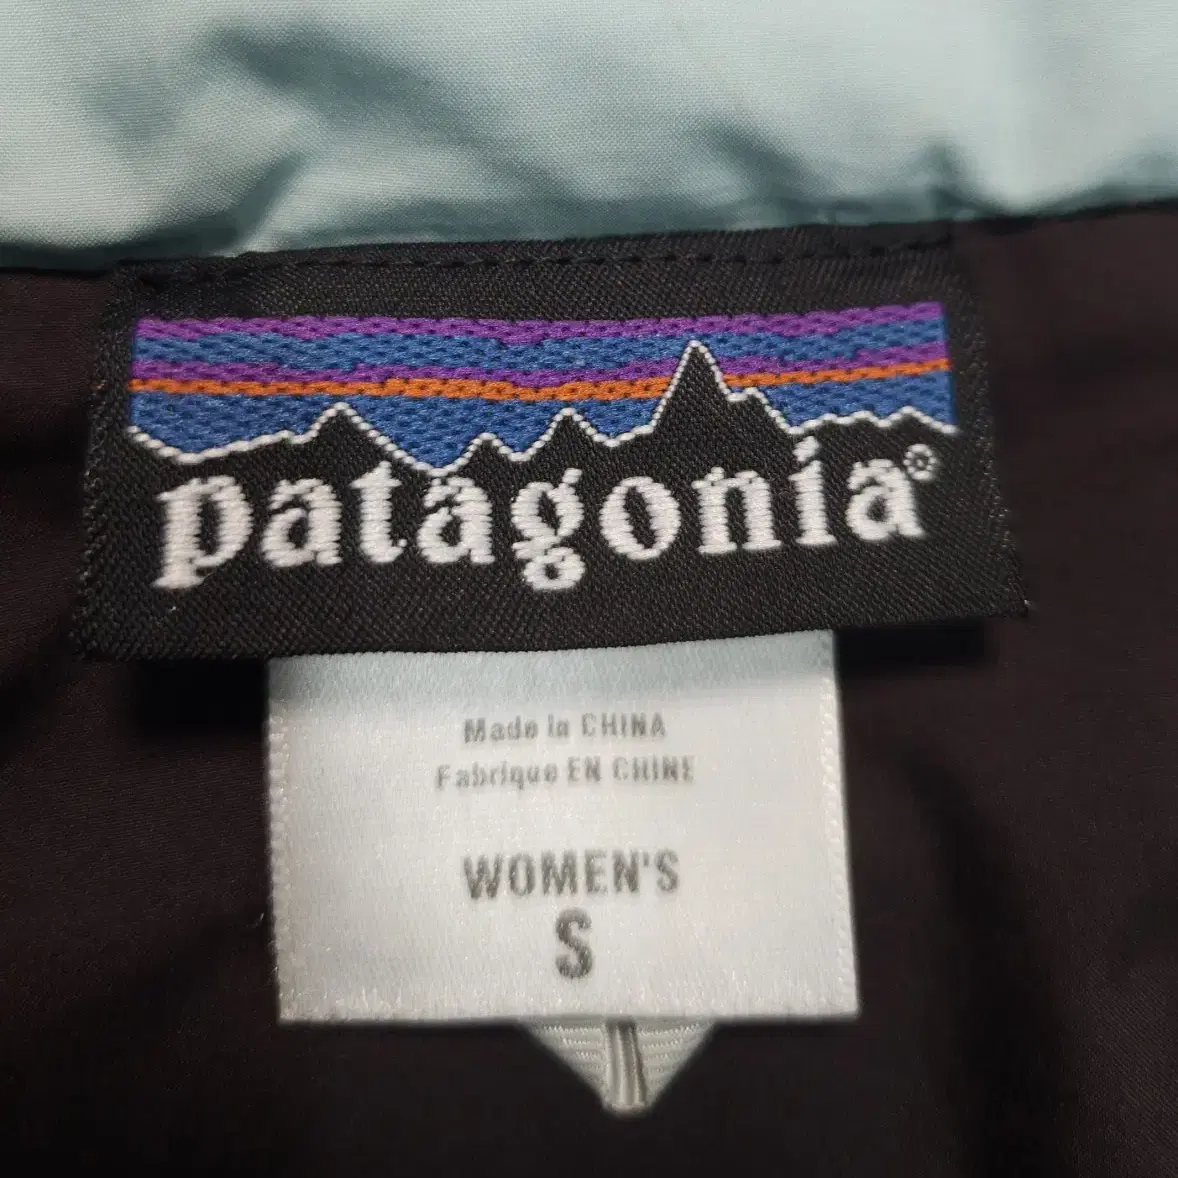 patagonia®
Made in CHINA
Fabrique EN CHINE
WOMEN'S
S